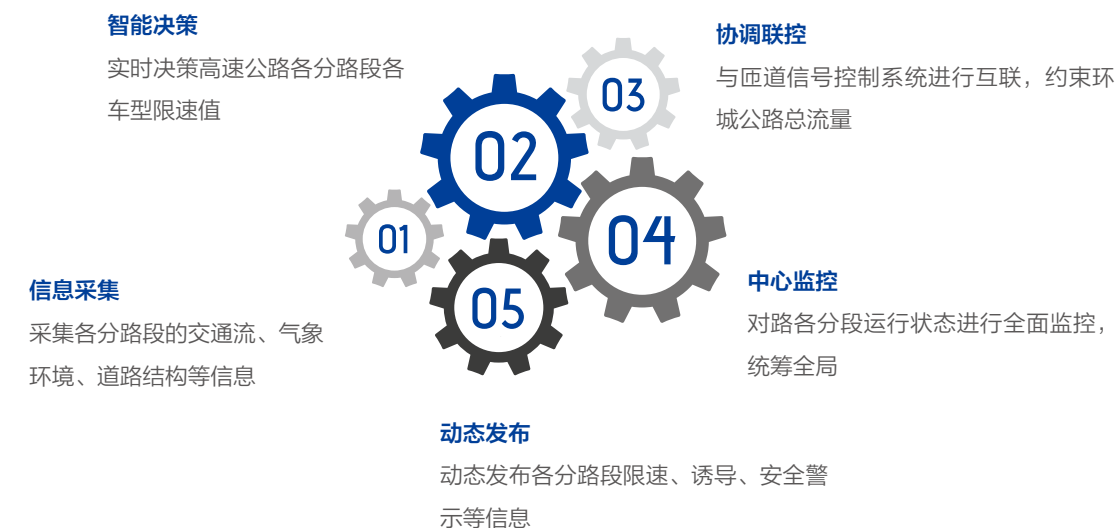 智能决策
实时决策高速公路各分路段各
车型限速值
协调联控
与匝道信号控制系统进行互联，约束环
城公路总流量
03
02
01
04
05
信息采集
采集各分路段的交通流、气象
环境、道路结构等信息
中心监控
对路各分段运行状态进行全面监控，
统筹全局
动态发布
动态发布各分路段限速、诱导、安全警
示等信息